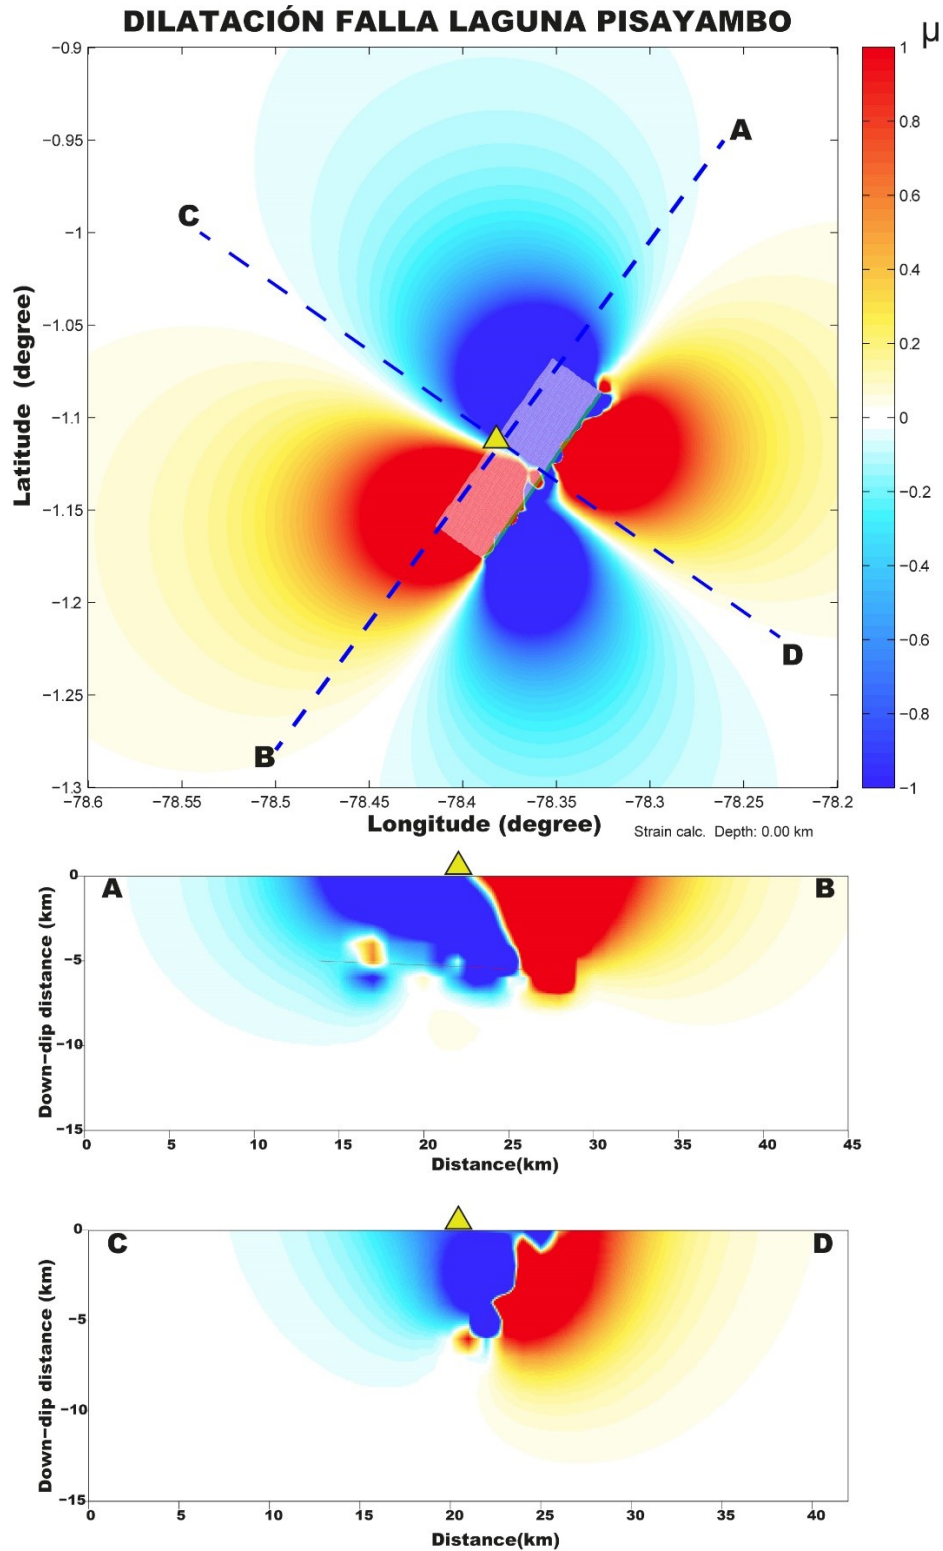 DILATACIÓN FALLA LAGUNA PISAYAMBO
μ
−0.9
−0.95
−1
−1.05
−1.1
−1.15
−1.2
−1.25
−1.3
Latitude (degree)
A
C
D
B
1
0.8
0.6
0.4
0.2
0
−0.2
−0.4
−0.6
−0.8
−1
−78.6 −78.55 −78.5 −78.45 −78.4 −78.35 −78.3 −78.25 −78.2
Longitude (degree)
Strain calc. Depth: 0.00 km
A B
Down−dip distance (km)
0
−5
−10
−15
0 5 10 15 20 25 30 35 40 45
Distance(km)
C D
Down−dip distance (km)
0
−5
−10
−15
0 5 10 15 20 25 30 35 40
Distance(km)